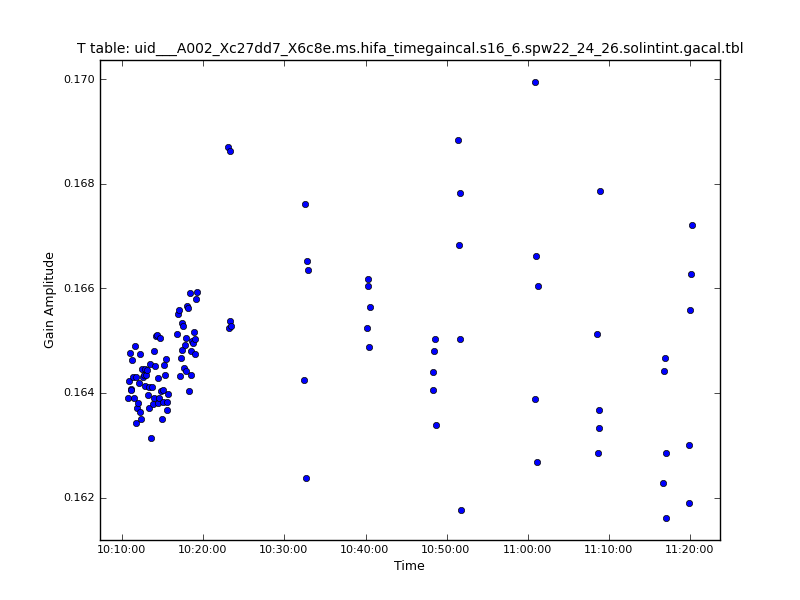 T table: uid___A002_Xc27dd7_X6c8e.ms.hifa_timegaincal.s16_6.spw22_24_26.solintint.gacal.tbl
0.170
0.168
0.166
0.164
0.162
Gain Amplitude
10:10:00 10:20:00 10:30:00 10:40:00 10:50:00 11:00:00 11:10:00 11:20:00
Time